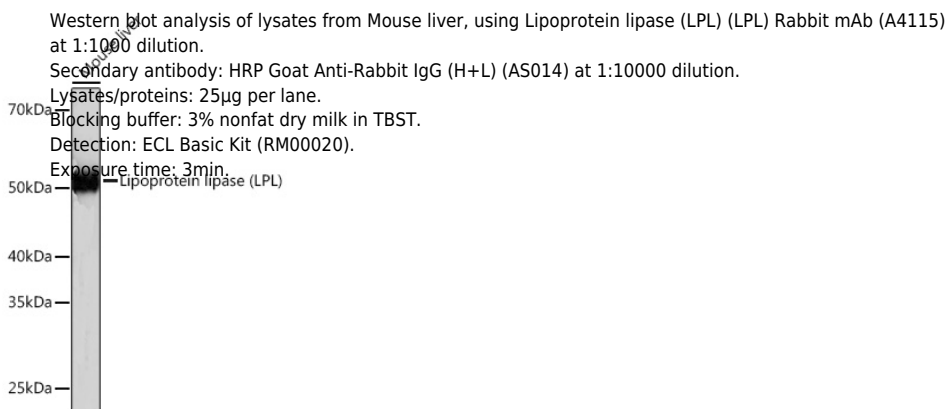 Western blot analysis of lysates from Mouse liver, using Lipoprotein lipase (LPL) (LPL) Rabbit mAb (A4115)
at 1:1000 dilution.
Secondary antibody: HRP Goat Anti-Rabbit IgG (H+L) (AS014) at 1:10000 dilution.
Lysates/proteins: 25μg per lane.
Blocking buffer: 3% nonfat dry milk in TBST.
Detection: ECL Basic Kit (RM00020).
Exposure time: 3min.
Mouse liver
70kDa
50kDa
Lipoprotein lipase (LPL)
40kDa
35kDa
25kDa